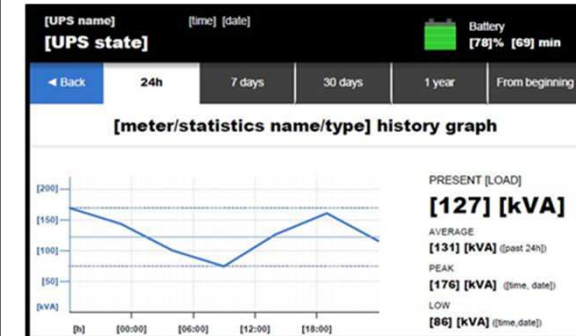 [UPS name] [time] [date]
[UPS state]
Battery
[78]% [69] min
◄ Back 24h 7 days 30 days 1 year From beginning
[meter/statistics name/type] history graph
[200]
[150]
[100]
[50]
[kVA]
[h] [00:00] [06:00] [12:00] [18:00]
PRESENT [LOAD]
[127] [kVA]
AVERAGE
[131] [kVA] ([past 24h])
PEAK
[176] [kVA] ([time, date])
LOW
[86] [kVA] ([time,date])